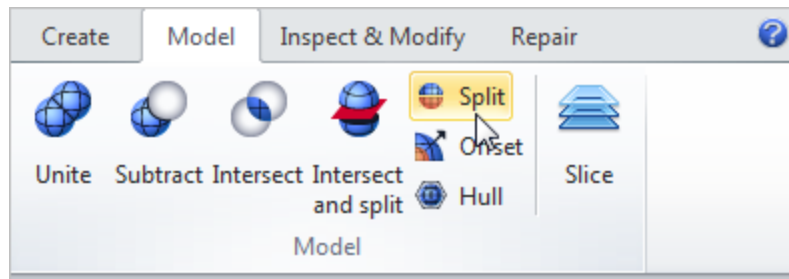 Create Model Inspect & Modify Repair
Unite Subtract Intersect Intersect
and split
Split
Offset
Hull
Slice
Model